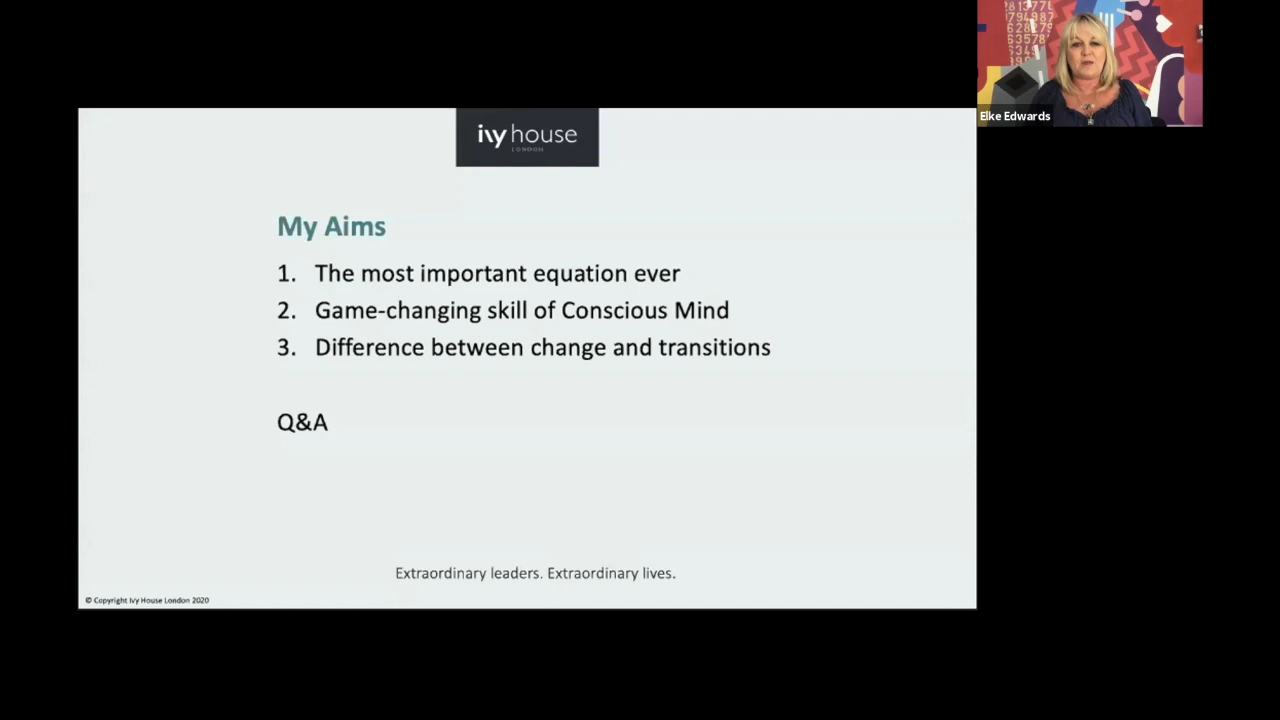 ivy house
LONDON
My Aims
1. The most important equation ever
2. Game-changing skill of Conscious Mind
3. Difference between change and transitions
Q&A
Extraordinary leaders. Extraordinary lives.
© Copyright Ivy House London 2020
Elke Edwards